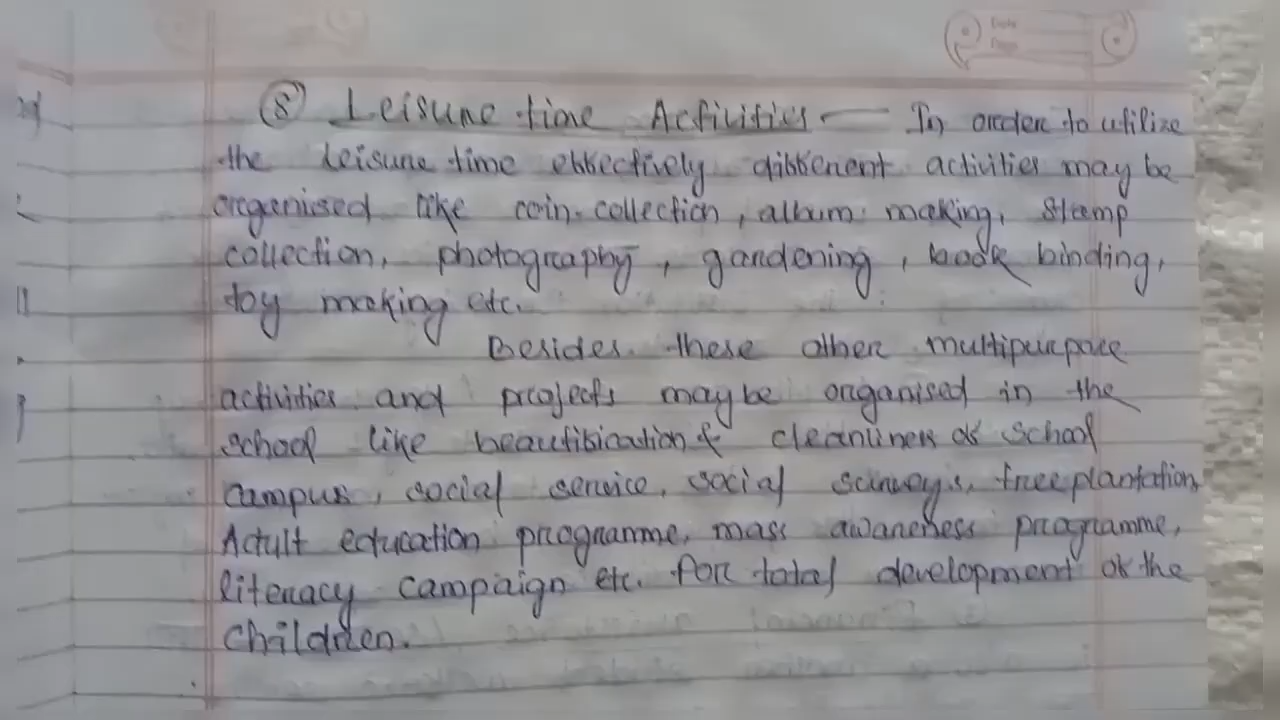 Date
Page
⑧ Leisure time Activities — In order to utilize
the leisure time effectively different activities may be
organised like coin collection, album making, stamp
collection, photography, gardening, book binding,
toy making etc.
Besides these other multipurpose
activities and projects may be organised in the
school like beautification & cleanliness of school
campus, social service, social surveys, tree plantation,
Adult education programme, mass awareness programme,
literacy campaign etc. for total development of the
children.